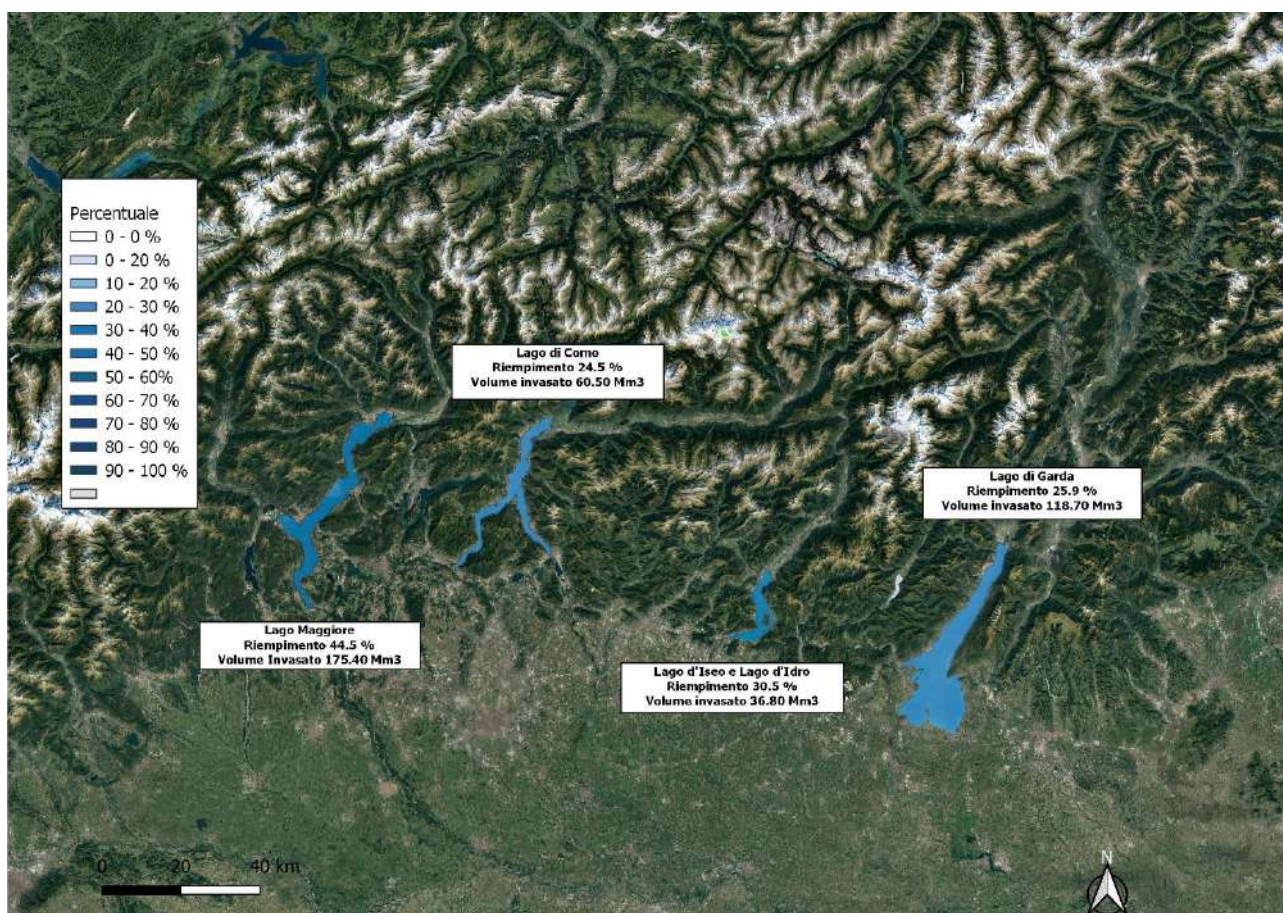 Percentuale
0 - 0 %
0 - 20 %
10 - 20 %
20 - 30 %
30 - 40 %
40 - 50 %
50 - 60%
60 - 70 %
70 - 80 %
80 - 90 %
90 - 100 %
Lago di Como
Riempimento 24.5 %
Volume invasato 60.50 Mm3
Lago di Garda
Riempimento 25.9 %
Volume invasato 118.70 Mm3
Lago Maggiore
Riempimento 44.5 %
Volume Invasato 175.40 Mm3
Lago d'Iseo e Lago d'Idro
Riempimento 30.5 %
Volume invasato 36.80 Mm3
0 20 40 km
N